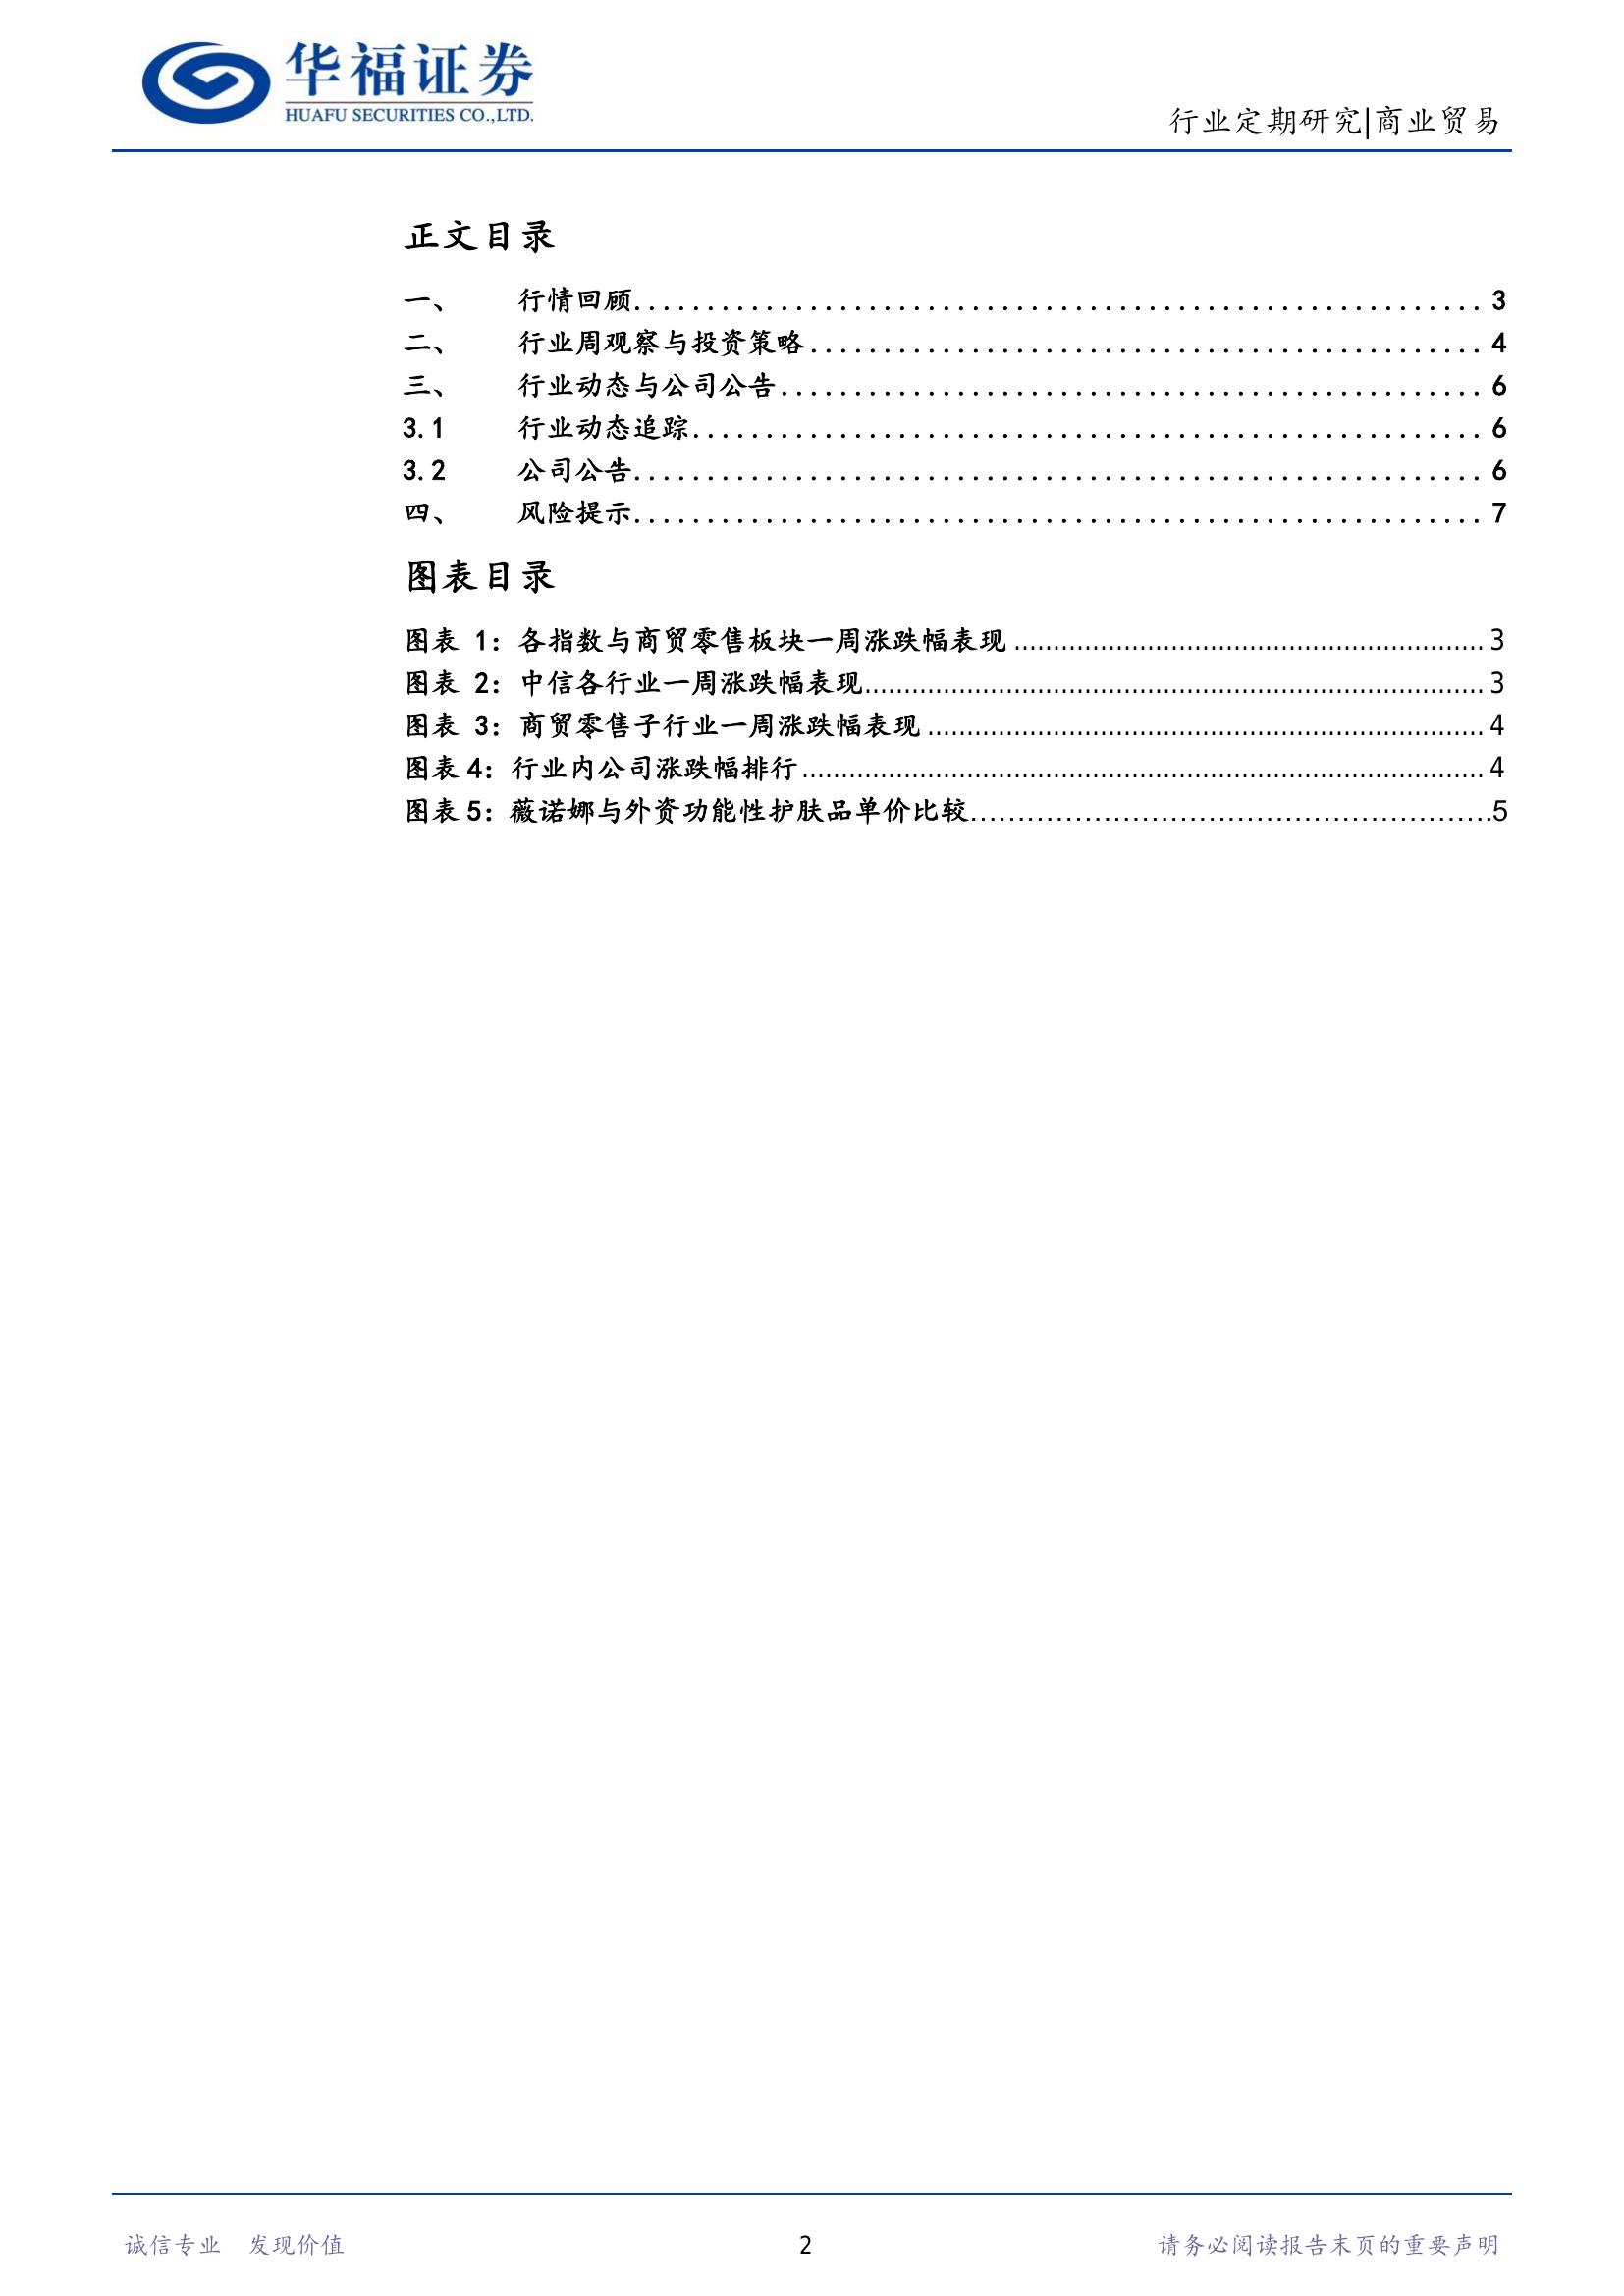 华福证券
HUAFU SECURITIES CO.,LTD.
行业定期研究|商业贸易
正文目录
一、 行情回顾........................................................ 3
二、 行业周观察与投资策略............................................ 4
三、 行业动态与公司公告.............................................. 6
3.1 行业动态追踪.................................................... 6
3.2 公司公告........................................................ 6
四、 风险提示........................................................ 7
图表目录
图表 1：各指数与商贸零售板块一周涨跌幅表现............................ 3
图表 2：中信各行业一周涨跌幅表现...................................... 3
图表 3：商贸零售子行业一周涨跌幅表现.................................. 4
图表 4：行业内公司涨跌幅排行.......................................... 4
图表 5：薇诺娜与外资功能性护肤品单价比较..............................5
诚信专业 发现价值
2
请务必阅读报告末页的重要声明